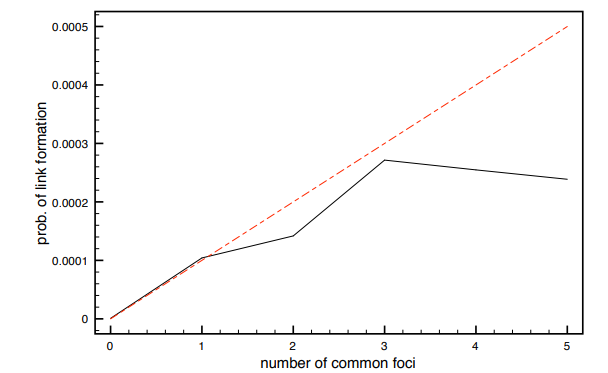 0.0005
0.0004
0.0003
0.0002
0.0001
0
prob. of link formation
0 1 2 3 4 5
number of common foci